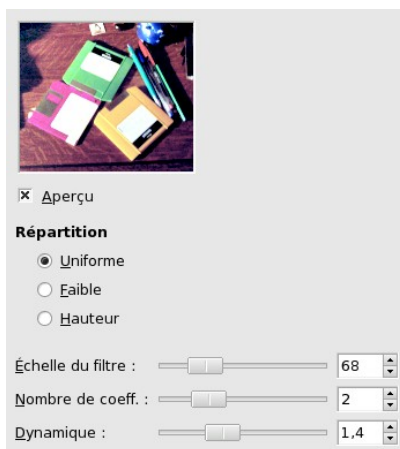 Aperçu
Répartition
Uniforme
Faible
Hauteur
Échelle du filtre : 68
Nombre de coeff. : 2
Dynamique : 1,4